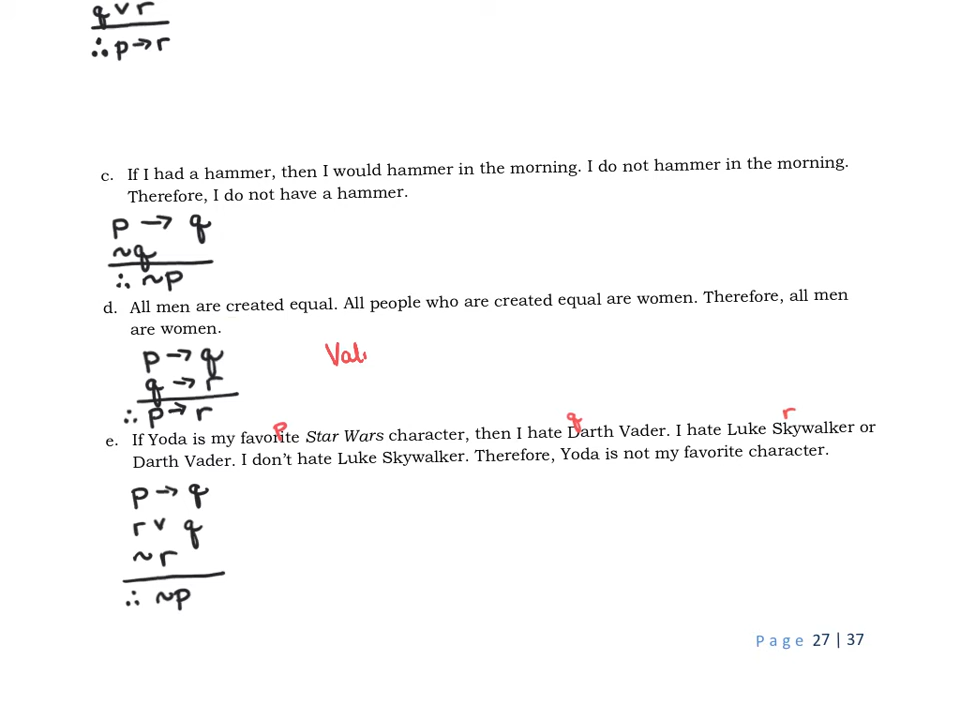 q ∨ r
∴ p → r
c. If I had a hammer, then I would hammer in the morning. I do not hammer in the morning.
Therefore, I do not have a hammer.
p → q
~q
∴ ~p
d. All men are created equal. All people who are created equal are women. Therefore, all men
are women.
p → q
Vali
q → r
∴ p → r
p q r
e. If Yoda is my favorite Star Wars character, then I hate Darth Vader. I hate Luke Skywalker or
Darth Vader. I don’t hate Luke Skywalker. Therefore, Yoda is not my favorite character.
p → q
r ∨ q
~r
∴ ~p
Page 27 | 37